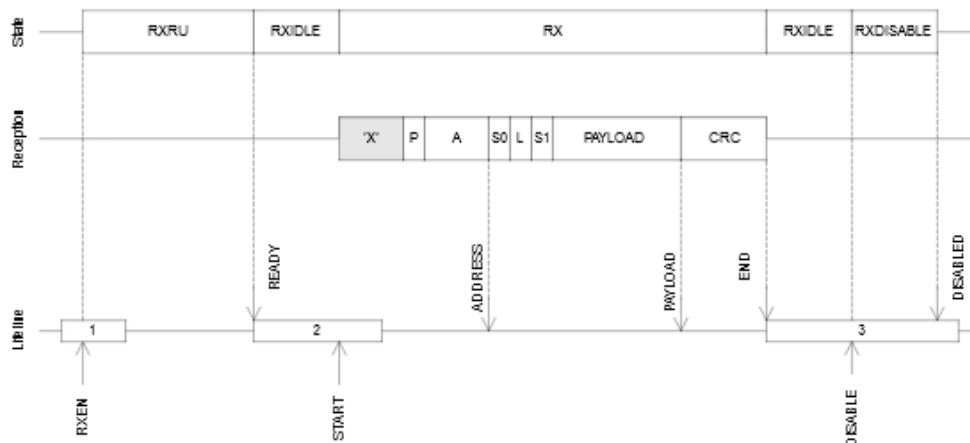 State
RXRU RXIDLE RX RXIDLE RXDISABLE
Reception
"X" P A S0 L S1 PAYLOAD CRC
READY
ADDRESS
PAYLOAD
END
DISABLED
Lifeline
1 2 3
RXEN
START
DISABLE